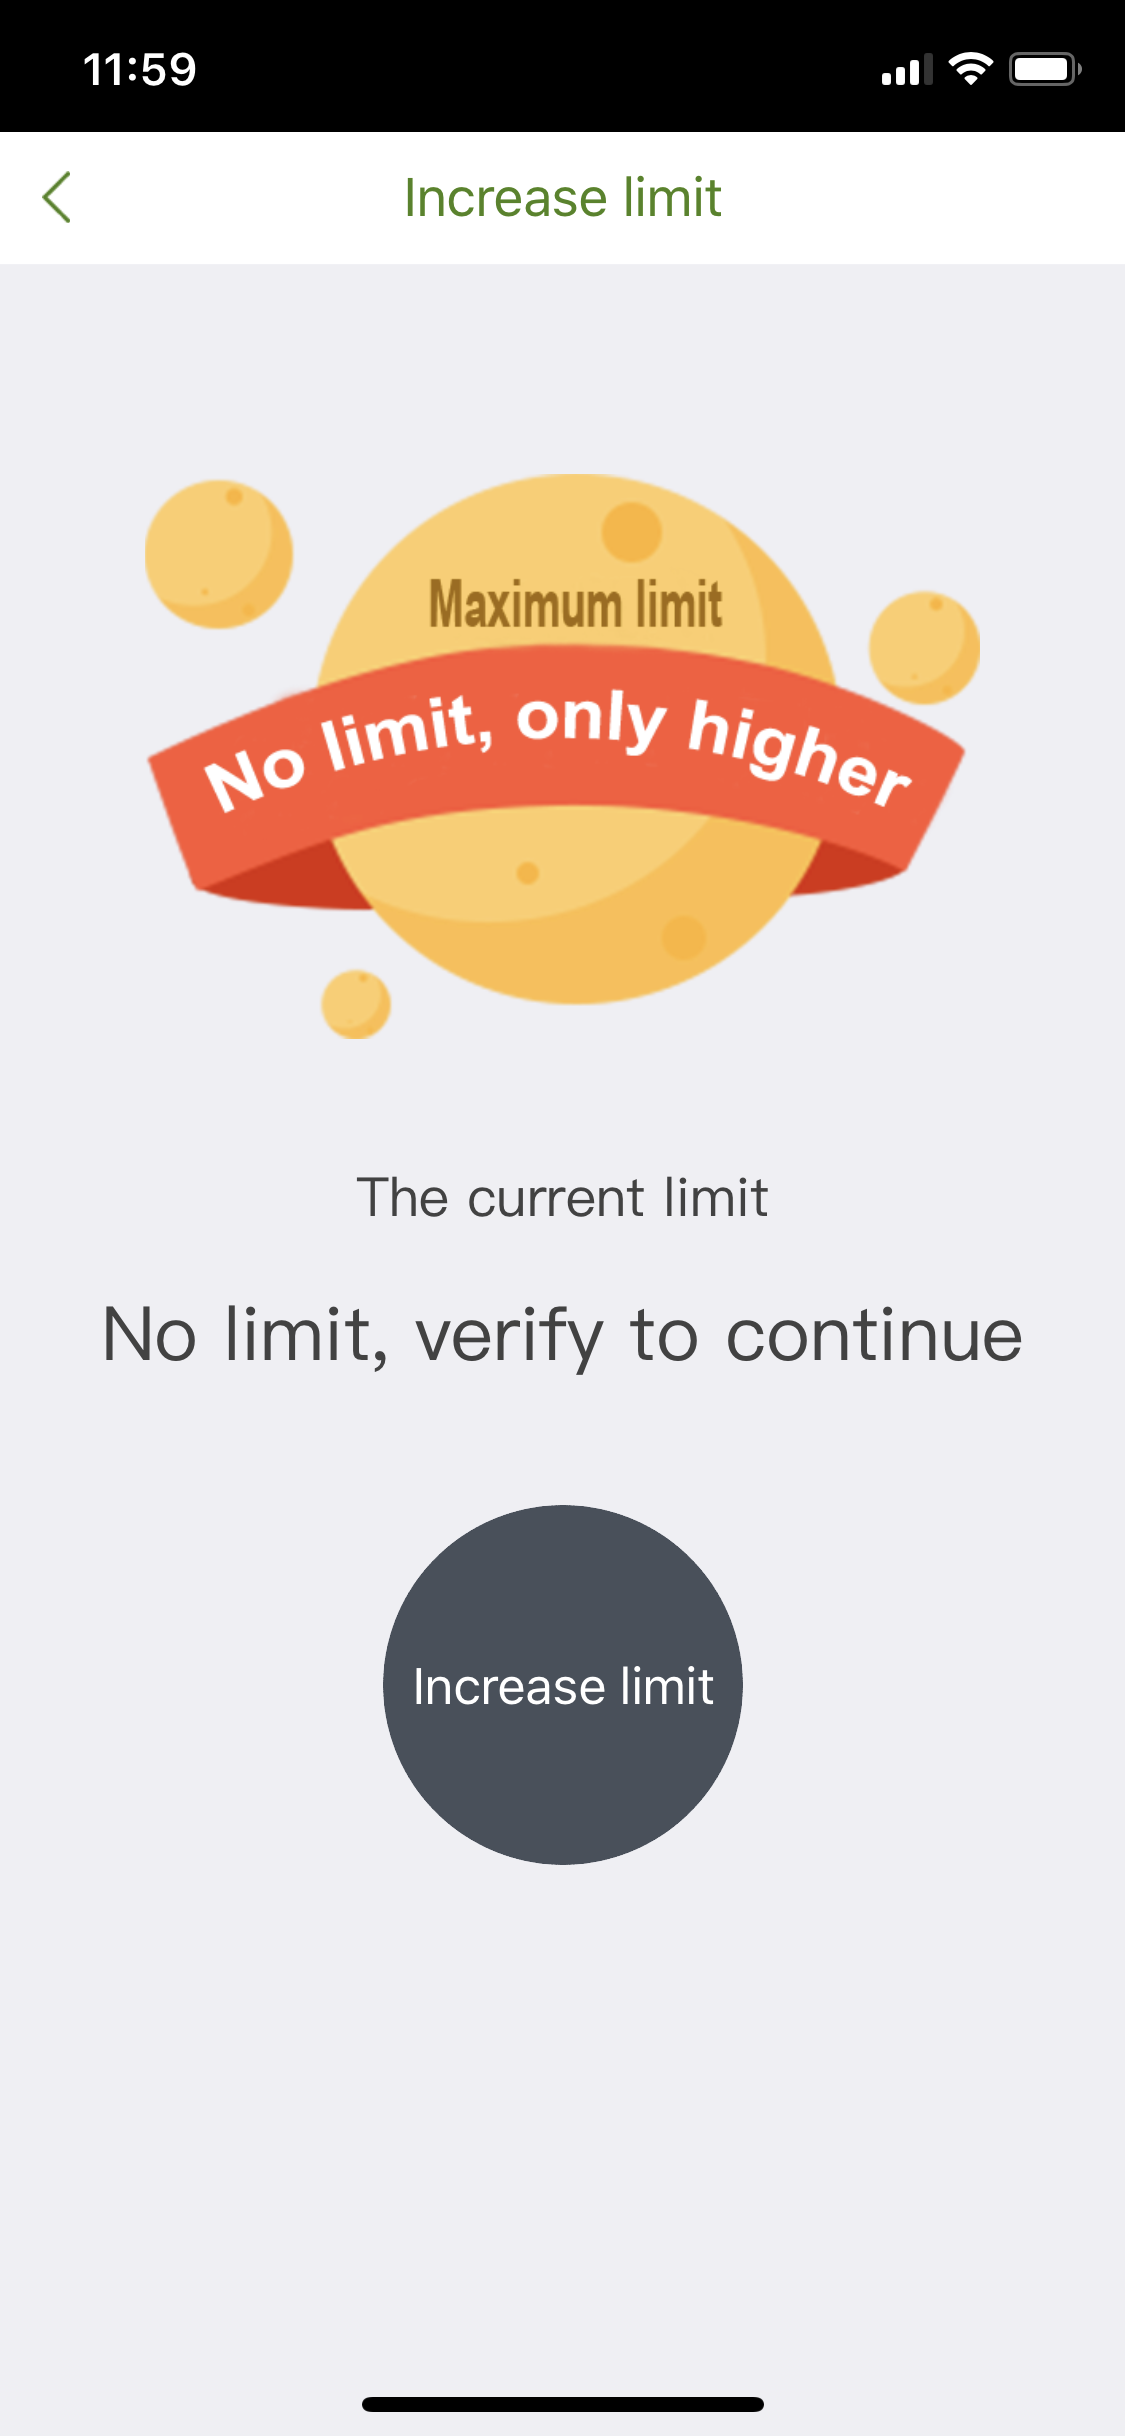 11:59
Increase limit
Maximum limit
No limit, only higher
The current limit
No limit, verify to continue
Increase limit